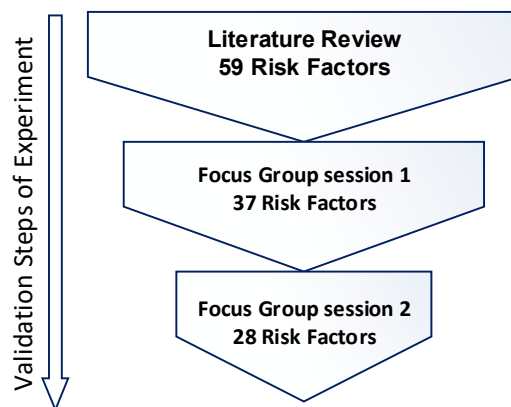 Literature Review
59 Risk Factors
Focus Group session 1
37 Risk Factors
Focus Group session 2
28 Risk Factors
Validation Steps of Experiment